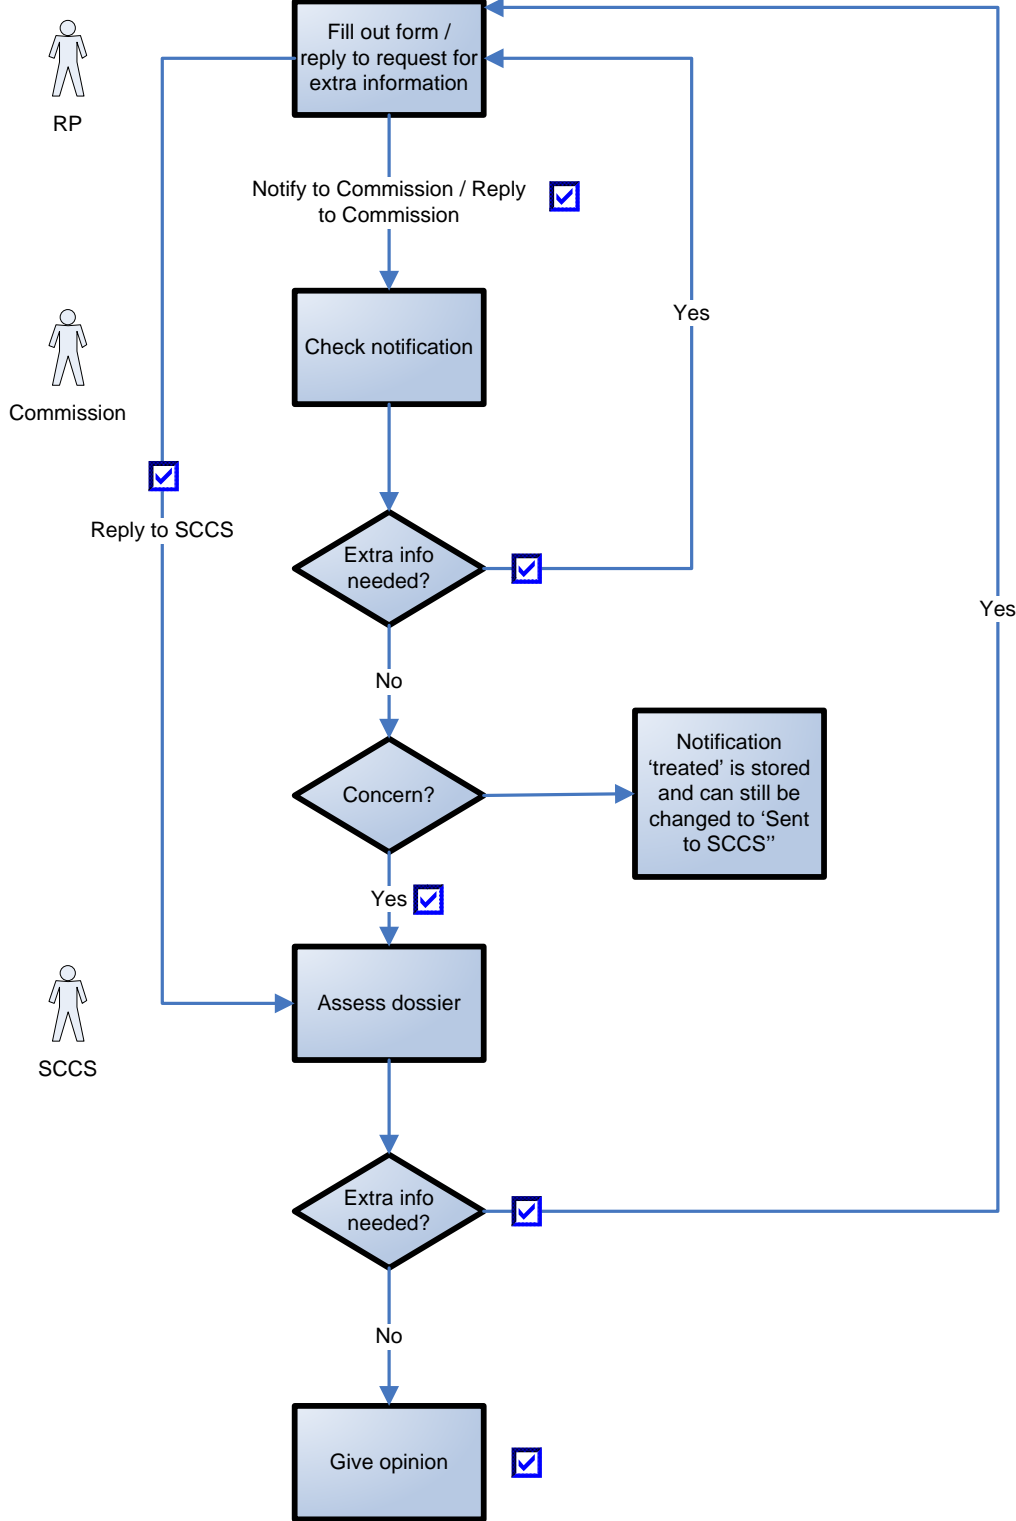 Fill out form /
reply to request for
extra information
RP
Notify to Commission / Reply
to Commission
Yes
Check notification
Commission
Reply to SCCS
Extra info
needed?
Yes
No
Notification
‘treated’ is stored
and can still be
changed to ‘Sent
to SCCS’’
Concern?
Yes
Assess dossier
SCCS
Extra info
needed?
No
Give opinion